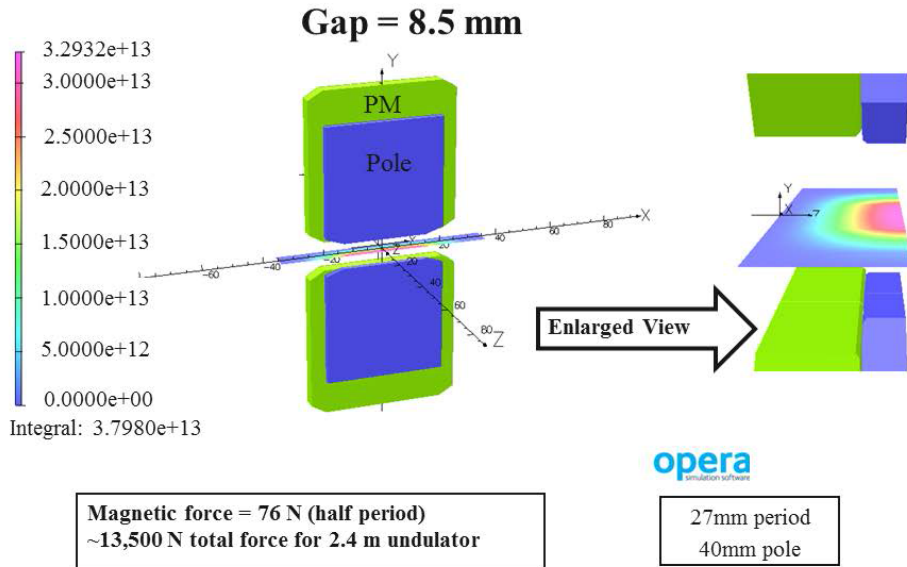 Gap = 8.5 mm
3.2932e+13
3.0000e+13
2.5000e+13
2.0000e+13
1.5000e+13
1.0000e+13
5.0000e+12
0.0000e+00
Integral: 3.7980e+13
Y
PM
Pole
X
−60
−40
−20
20
40
60
80
20
40
60
80
Z
Y
X
Z
Enlarged View
opera
simulation software
Magnetic force = 76 N (half period)
~13,500 N total force for 2.4 m undulator
27mm period
40mm pole